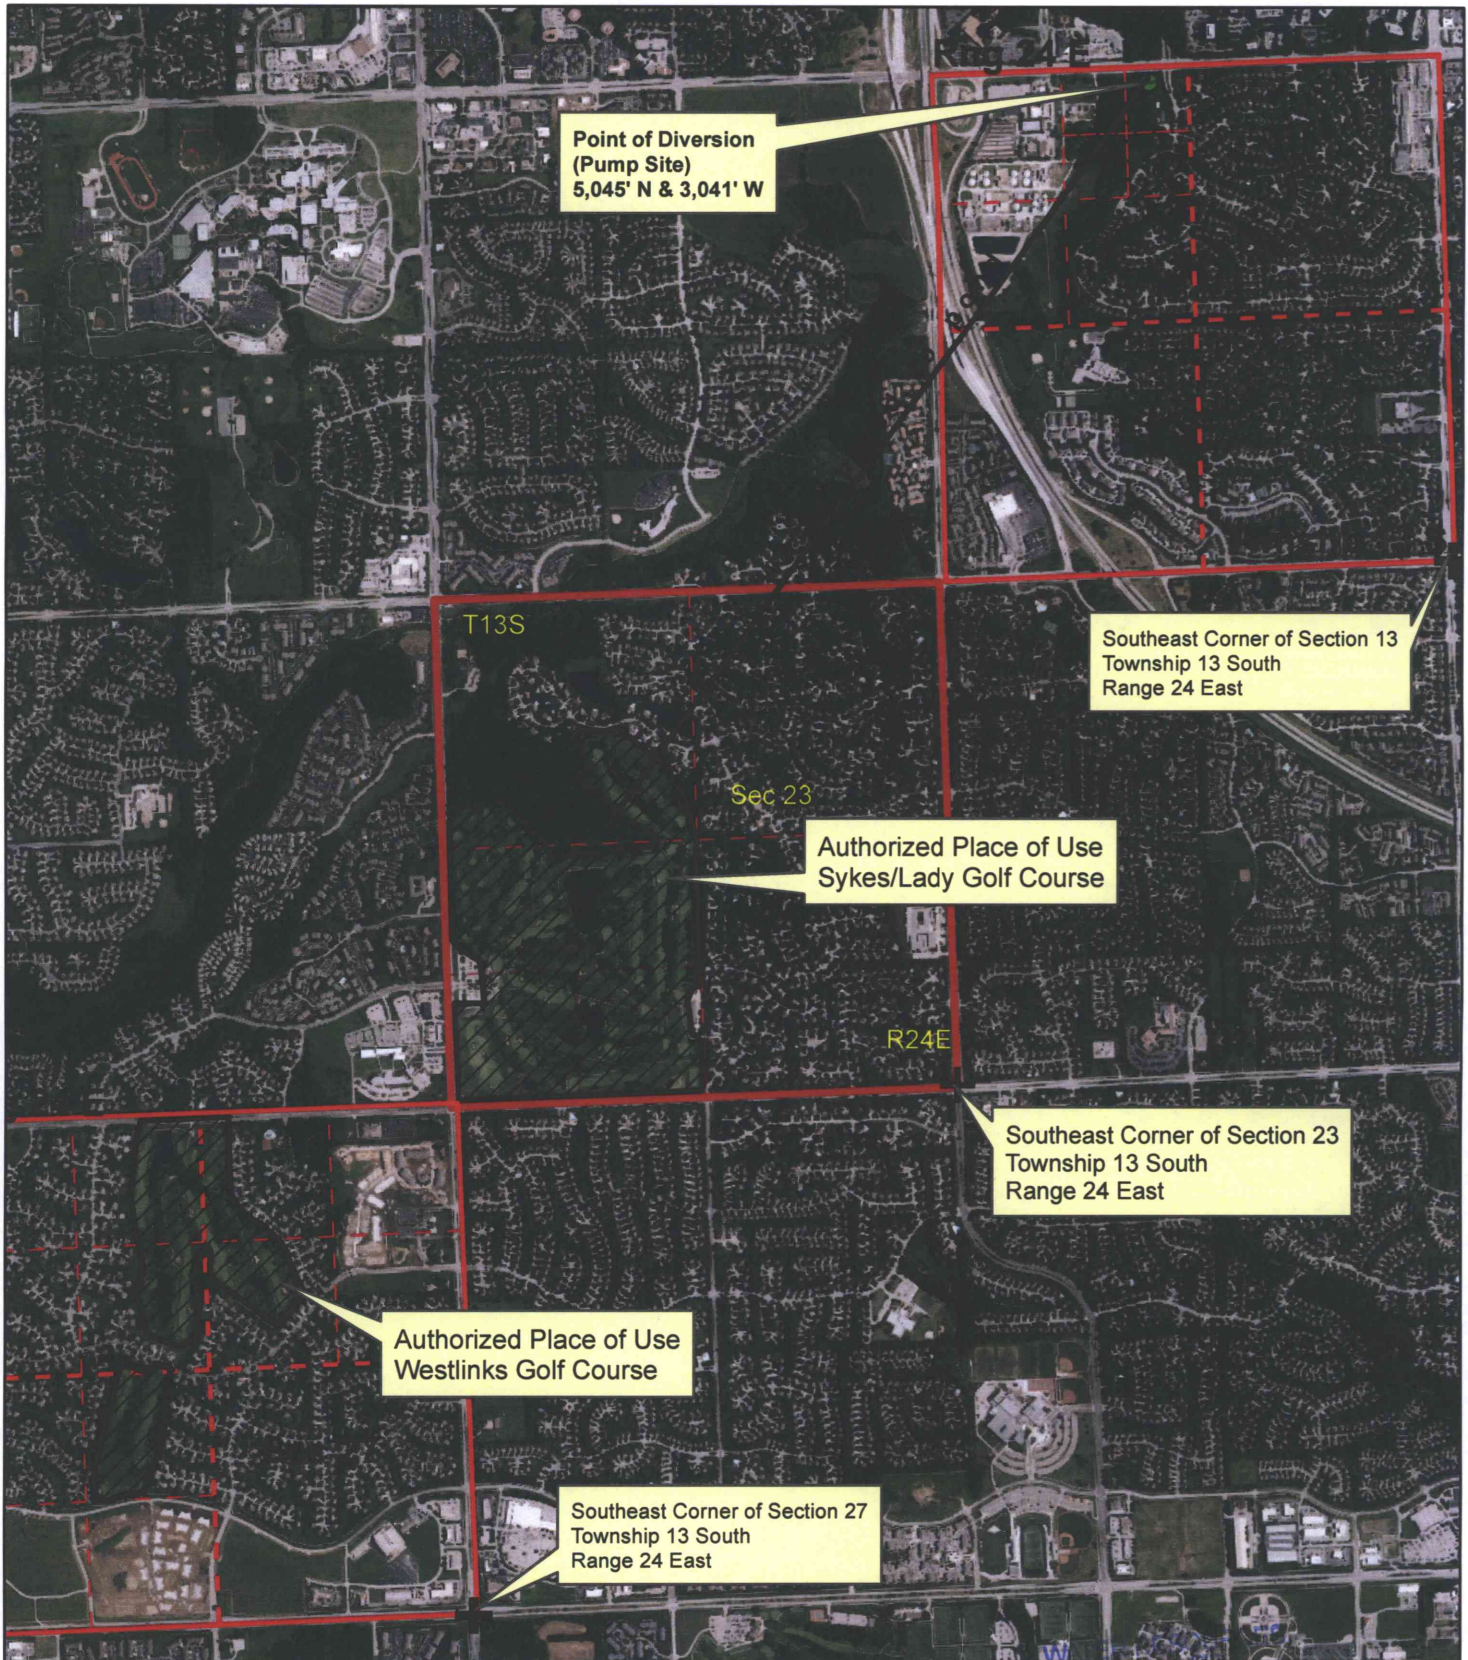 Point of Diversion
(Pump Site)
5,045' N & 3,041' W
T13S
Southeast Corner of Section 13
Township 13 South
Range 24 East
Sec 23
Authorized Place of Use
Sykes/Lady Golf Course
R24E
Southeast Corner of Section 23
Township 13 South
Range 24 East
Authorized Place of Use
Westlinks Golf Course
Southeast Corner of Section 27
Township 13 South
Range 24 East